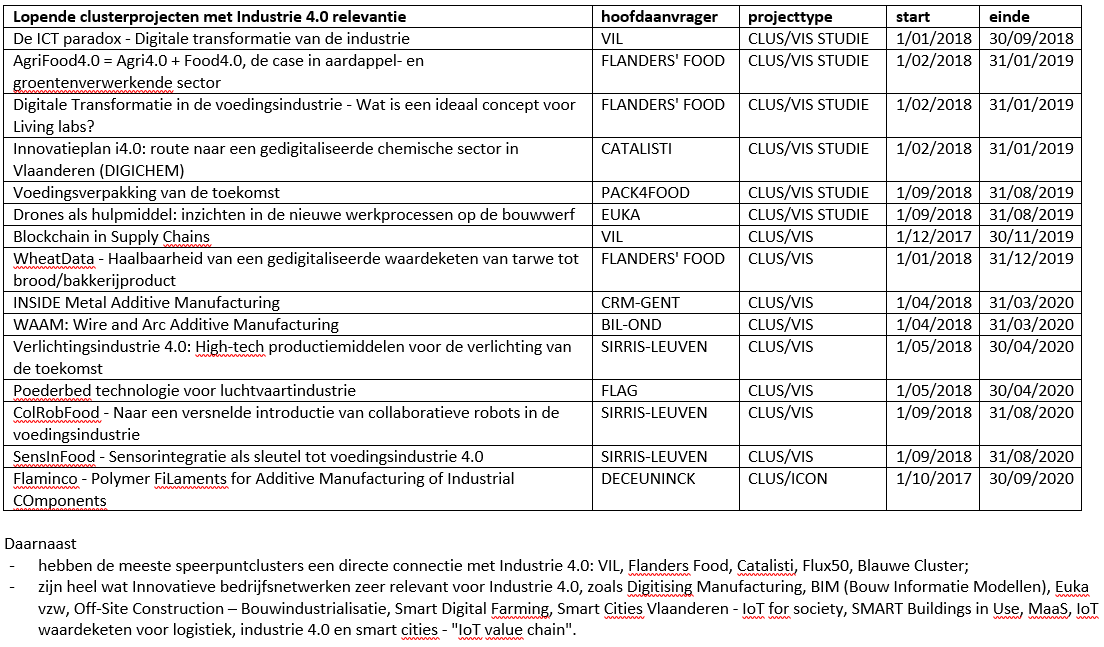 Lopende clusterprojecten met Industrie 4.0 relevantie hoofdaanvrager projecttype start einde
De ICT paradox - Digitale transformatie van de industrie VIL CLUS/VIS STUDIE 1/01/2018 30/09/2018
AgriFood4.0 = Agri4.0 + Food4.0, de case in aardappel- en FLANDERS' FOOD CLUS/VIS STUDIE 1/02/2018 31/01/2019
groentenverwerkende sector
Digitale Transformatie in de voedingsindustrie - Wat is een ideaal concept voor FLANDERS' FOOD CLUS/VIS STUDIE 1/02/2018 31/01/2019
Living labs?
Innovatieplan i4.0: route naar een gedigitaliseerde chemische sector in CATALISTI CLUS/VIS STUDIE 1/02/2018 31/01/2019
Vlaanderen (DIGICHEM)
Voedingsverpakking van de toekomst PACK4FOOD CLUS/VIS STUDIE 1/09/2018 31/08/2019
Drones als hulpmiddel: inzichten in de nieuwe werkprocessen op de bouwwerf EUKA CLUS/VIS STUDIE 1/09/2018 31/08/2019
Blockchain in Supply Chains VIL CLUS/VIS 1/12/2017 30/11/2019
WheatData - Haalbaarheid van een gedigitaliseerde waardeketen van tarwe tot FLANDERS' FOOD CLUS/VIS 1/01/2018 31/12/2019
brood/bakkerijproduct
INSIDE Metal Additive Manufacturing CRM-GENT CLUS/VIS 1/04/2018 31/03/2020
WAAM: Wire and Arc Additive Manufacturing BIL-OND CLUS/VIS 1/04/2018 31/03/2020
Verlichtingsindustrie 4.0: High-tech productiemiddelen voor de verlichting van SIRRIS-LEUVEN CLUS/VIS 1/05/2018 30/04/2020
de toekomst
Poederbed technologie voor luchtvaartindustrie FLAG CLUS/VIS 1/05/2018 30/04/2020
ColRobFood - Naar een versnelde introductie van collaboratieve robots in de SIRRIS-LEUVEN CLUS/VIS 1/09/2018 31/08/2020
voedingsindustrie
SensInFood - Sensorintegratie als sleutel tot voedingsindustrie 4.0 SIRRIS-LEUVEN CLUS/VIS 1/09/2018 31/08/2020
Flaminco - Polymer FiLaments for Additive Manufacturing of Industrial DECEUNINCK CLUS/ICON 1/10/2017 30/09/2020
COmponents
Daarnaast
- hebben de meeste speerpuntclusters een directe connectie met Industrie 4.0: VIL, Flanders Food, Catalisti, Flux50, Blauwe Cluster;
- zijn heel wat Innovatieve bedrijfsnetwerken zeer relevant voor Industrie 4.0, zoals Digitising Manufacturing, BIM (Bouw Informatie Modellen), Euka
vzw, Off-Site Construction – Bouwindustrialisatie, Smart Digital Farming, Smart Cities Vlaanderen - IoT for society, SMART Buildings in Use, MaaS, IoT
waardeketen voor logistiek, industrie 4.0 en smart cities - "IoT value chain".